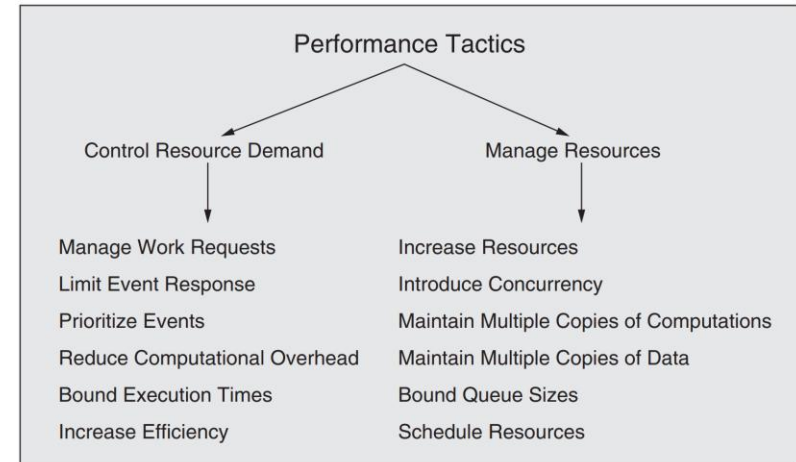 Performance Tactics
Control Resource Demand
Manage Resources
Manage Work Requests
Limit Event Response
Prioritize Events
Reduce Computational Overhead
Bound Execution Times
Increase Efficiency
Increase Resources
Introduce Concurrency
Maintain Multiple Copies of Computations
Maintain Multiple Copies of Data
Bound Queue Sizes
Schedule Resources